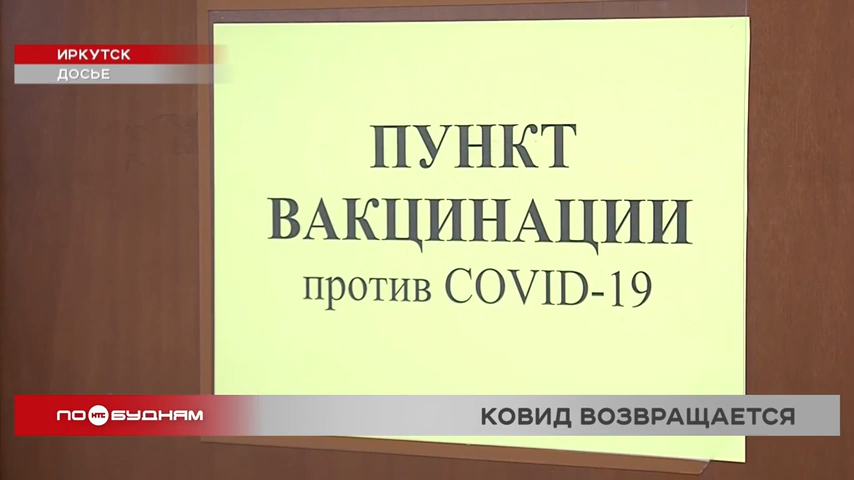 ИРКУТСК
ДОСЬЕ
ПУНКТ
ВАКЦИНАЦИИ
против COVID-19
ПО НТС БУДНЯМ
КОВИД ВОЗВРАЩАЕТСЯ